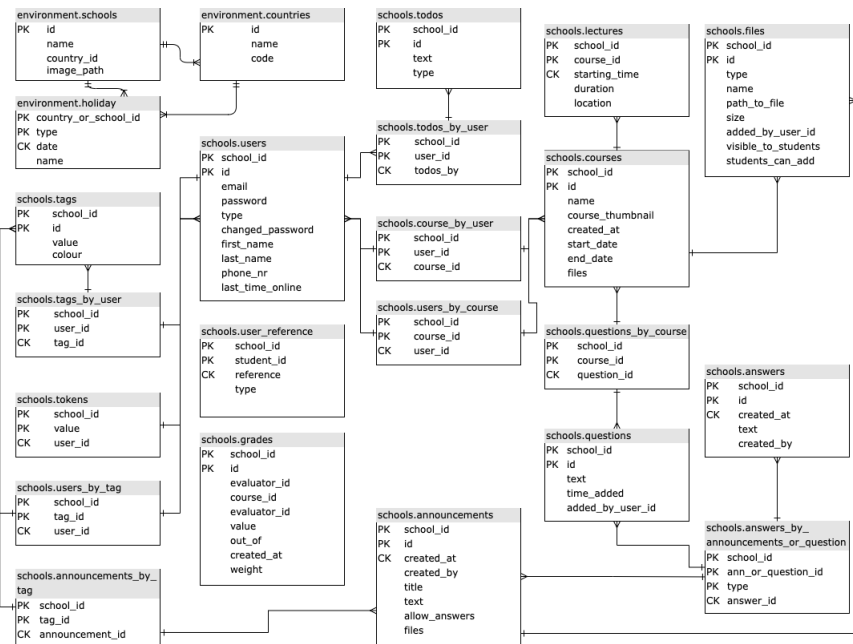 environment.schools
PK id
name
country_id
image_path
environment.countries
PK id
name
code
schools.todos
PK school_id
PK id
text
type
schools.lectures
PK school_id
PK course_id
CK starting_time
duration
location
schools.files
PK school_id
PK id
type
name
path_to_file
size
added_by_user_id
visible_to_students
students_can_add
environment.holiday
PK country_or_school_id
PK type
CK date
name
schools.users
PK school_id
PK id
email
password
type
changed_password
first_name
last_name
phone_nr
last_time_online
schools.todos_by_user
PK school_id
PK user_id
CK todos_by
schools.courses
PK school_id
PK id
name
course_thumbnail
created_at
start_date
end_date
files
schools.tags
PK school_id
PK id
value
colour
schools.course_by_user
PK school_id
PK user_id
CK course_id
schools.tags_by_user
PK school_id
PK user_id
CK tag_id
schools.users_by_course
PK school_id
PK course_id
CK user_id
schools.user_reference
PK school_id
PK student_id
CK reference
type
schools.questions_by_course
PK school_id
PK course_id
CK question_id
schools.answers
PK school_id
PK id
CK created_at
text
created_by
schools.tokens
PK school_id
PK value
CK user_id
schools.grades
PK school_id
PK id
evaluator_id
course_id
evaluator_id
value
out_of
created_at
weight
schools.questions
PK school_id
PK id
text
time_added
added_by_user_id
schools.users_by_tag
PK school_id
PK tag_id
CK user_id
schools.announcements
PK school_id
PK id
CK created_at
created_by
title
text
allow_answers
files
schools.answers_by_
announcements_or_question
PK school_id
PK ann_or_question_id
PK type
CK answer_id
schools.announcements_by_
tag
PK school_id
PK tag_id
CK announcement_id